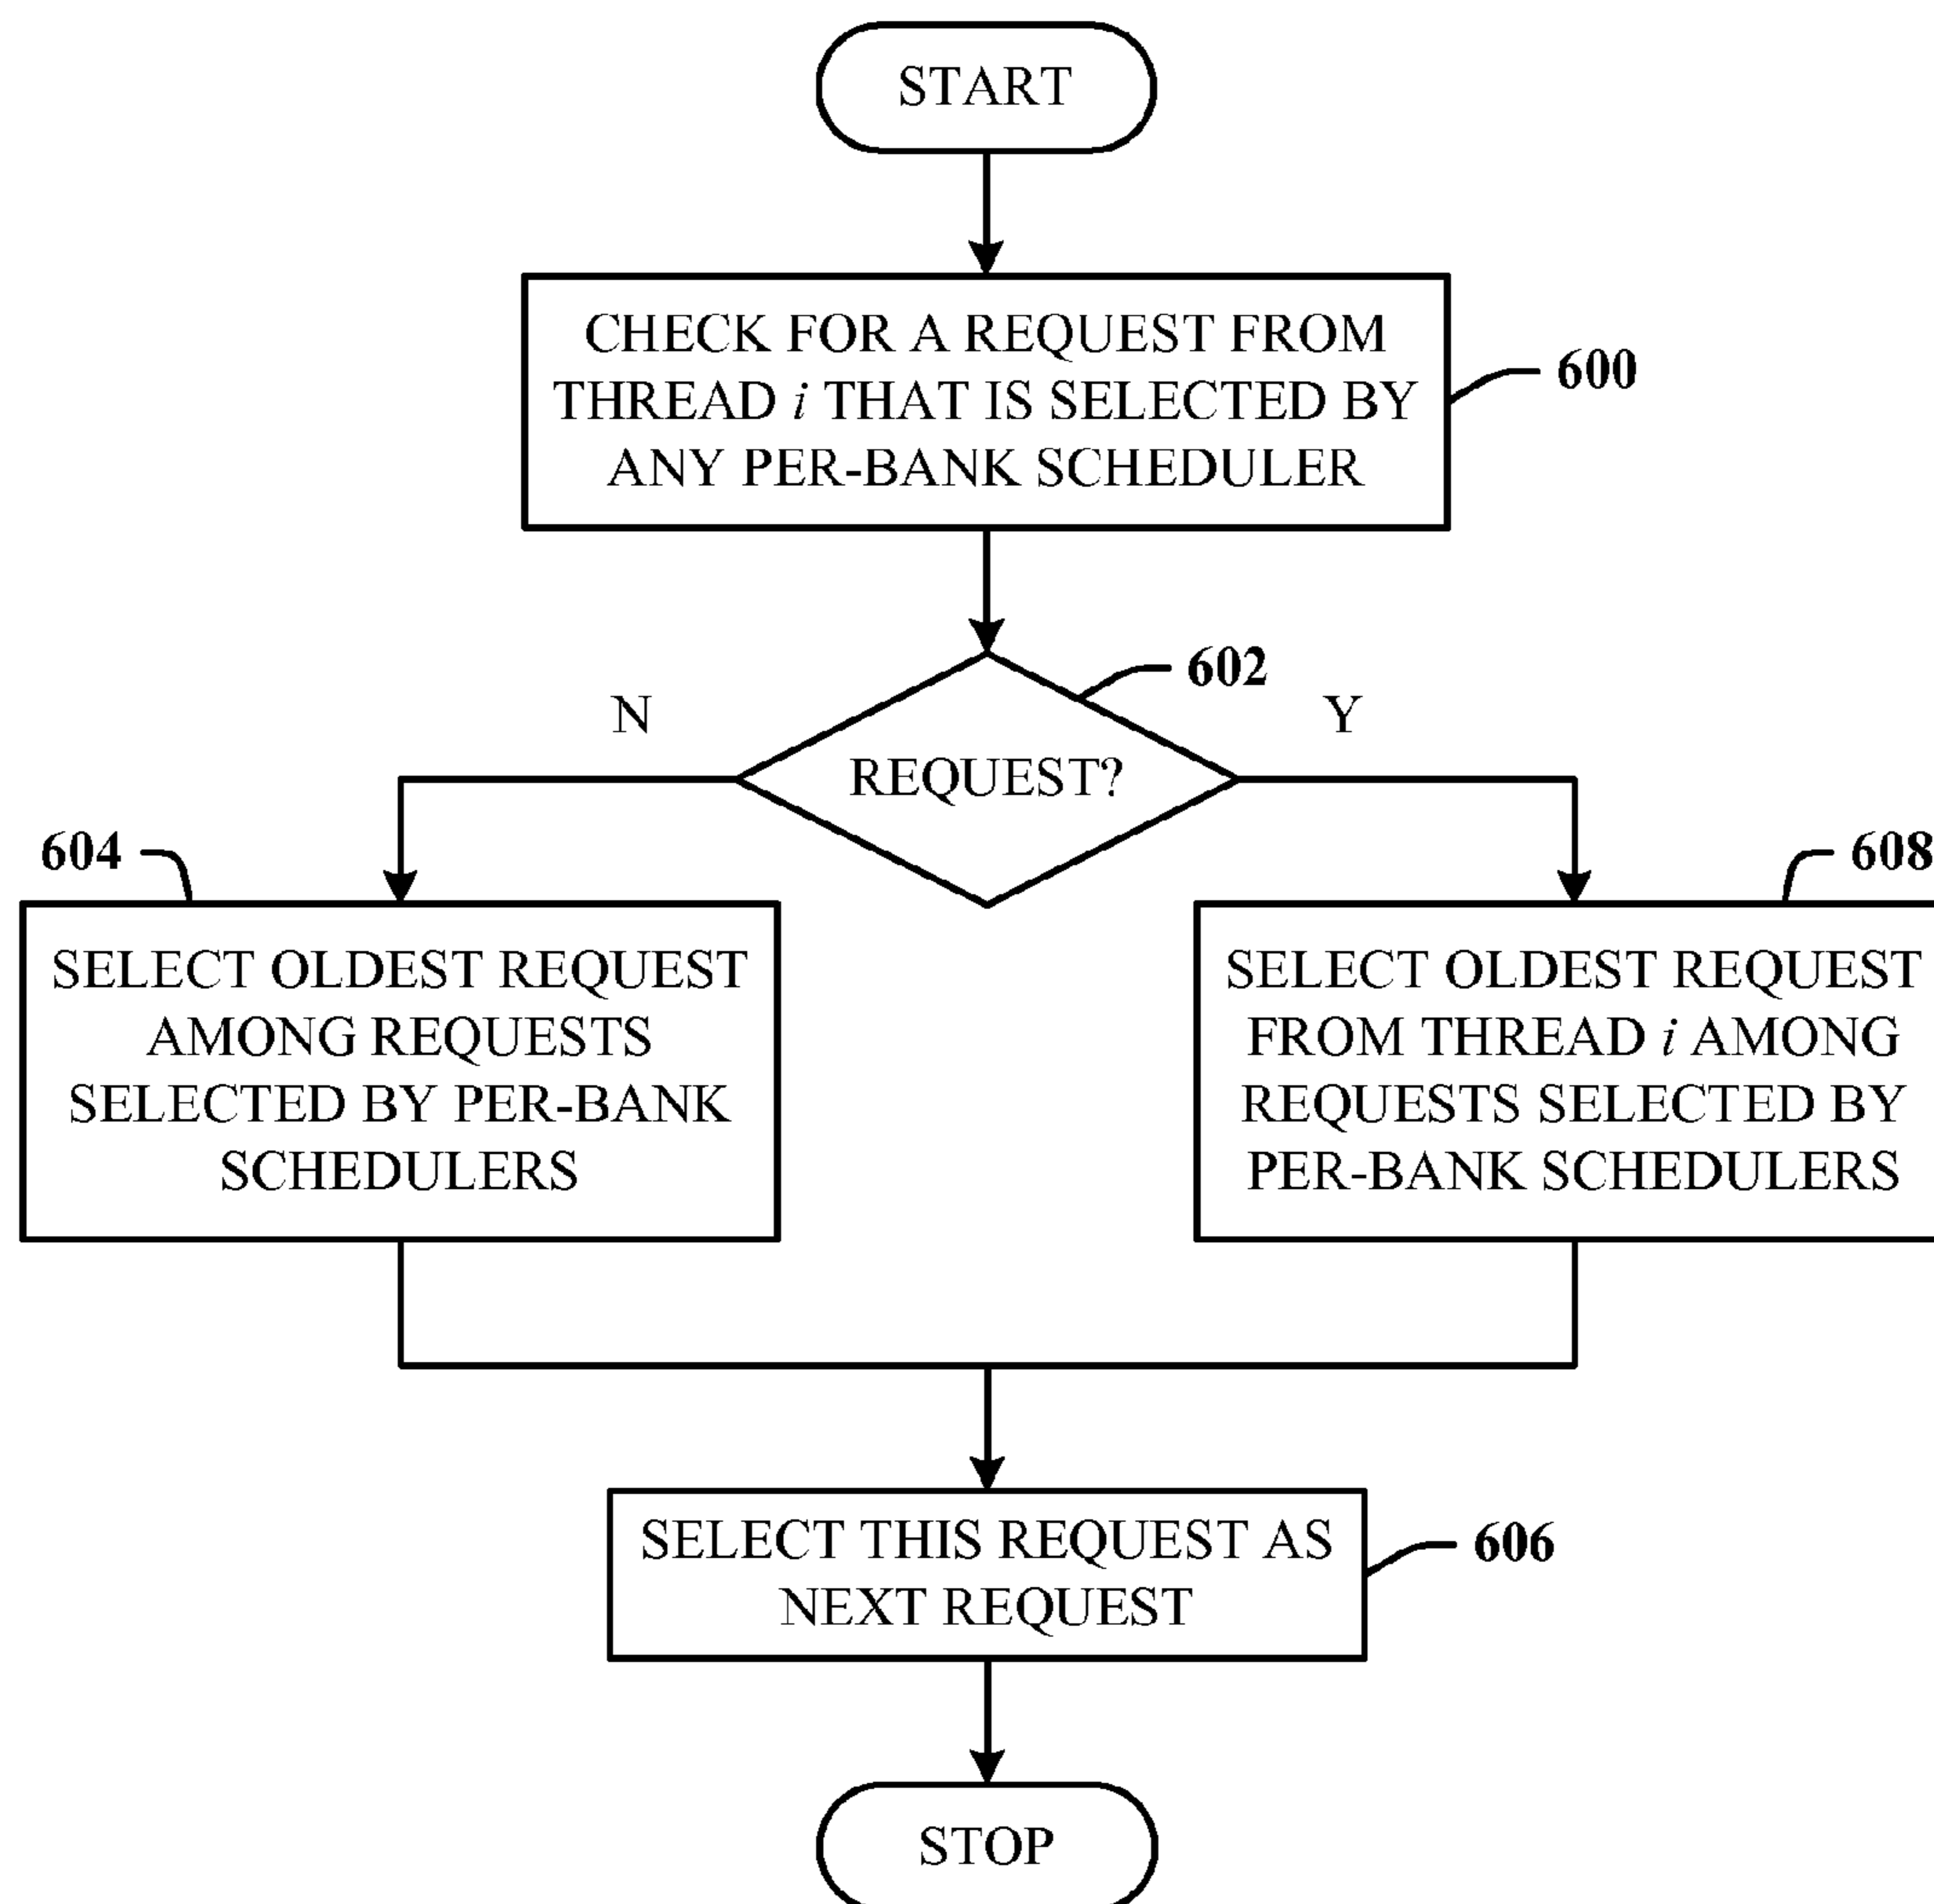 START
CHECK FOR A REQUEST FROM
THREAD i THAT IS SELECTED BY
ANY PER-BANK SCHEDULER
600
602
N
Y
REQUEST?
604
608
SELECT OLDEST REQUEST
AMONG REQUESTS
SELECTED BY PER-BANK
SCHEDULERS
SELECT OLDEST REQUEST
FROM THREAD i AMONG
REQUESTS SELECTED BY
PER-BANK SCHEDULERS
SELECT THIS REQUEST AS
NEXT REQUEST
606
STOP